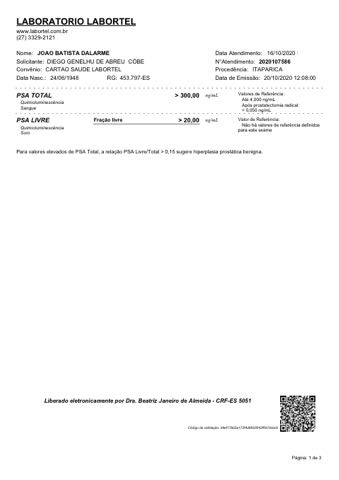 LABORATORIO LABORTEL
www.labortel.com.br
(27) 3329-2121
Nome: JOAO BATISTA DALARME
Data Atendimento: 16/10/2020
Solicitante: DIEGO GENELHU DE ABREU CÓBE
N°Atendimento: 2020107586
Convênio: CARTAO SAUDE LABORTEL
Procedência: ITAPARICA
Data Nasc.: 24/06/1948 RG: 453.797-ES
Data de Emissão: 20/10/2020 12:08:00
PSA TOTAL > 300,00 ng/mL
Quimioluminescência
Sangue
Valores de Referência:
Até 4,000 ng/mL
Após prostatectomia radical
< 0,050 ng/mL
PSA LIVRE Fração livre > 20,00 ng/mL
Quimioluminescência
Soro
Valor de Referência:
Não há valores de referência definidos
para este exame
Para valores elevados de PSA Total, a relação PSA Livre/Total > 0,15 sugere hiperplasia prostática benigna.
Liberado eletronicamente por Dra. Beatriz Janeiro de Almeida - CRF-ES 5051
Código de validação:
Página: 1 de 3